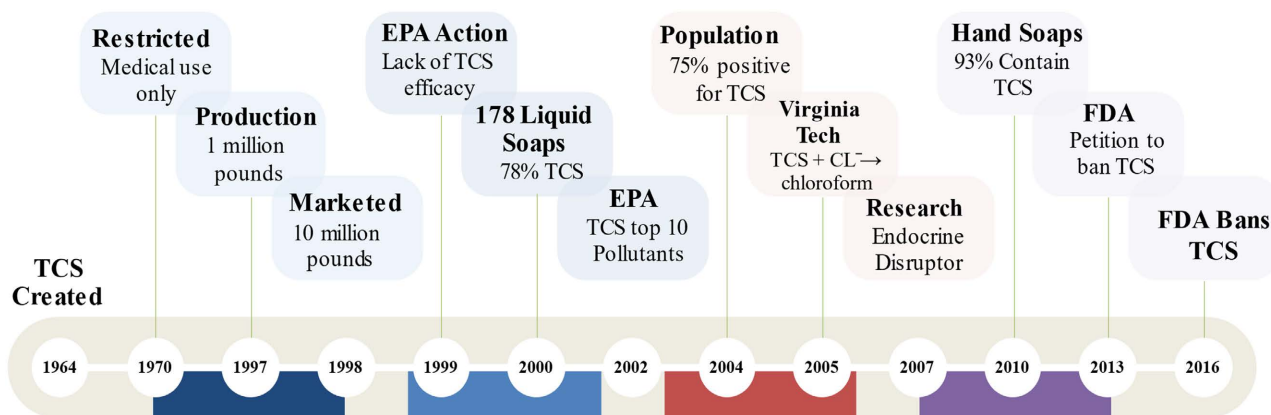 TCS
Created
Restricted
Medical use
only
Production
1 million
pounds
Marketed
10 million
pounds
EPA Action
Lack of TCS
efficacy
178 Liquid
Soaps
78% TCS
EPA
TCS top 10
Pollutants
Population
75% positive
for TCS
Virginia
Tech
TCS + CL⁻→
chloroform
Research
Endocrine
Disruptor
Hand Soaps
93% Contain
TCS
FDA
Petition to
ban TCS
FDA Bans
TCS
1964 1970 1997 1998 1999 2000 2002 2004 2005 2007 2010 2013 2016